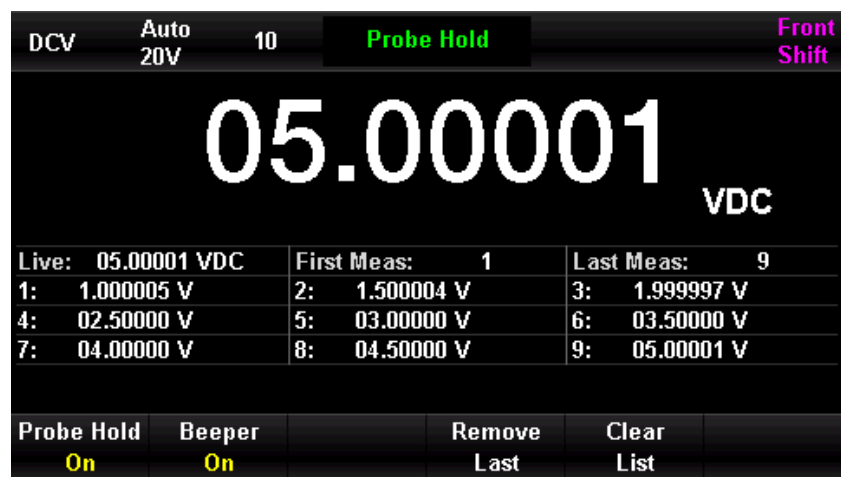 DCV Auto 20V 10 Probe Hold Front Shift
05.00001 VDC
Live: 05.00001 VDC First Meas: 1 Last Meas: 9
1: 1.000005 V 2: 1.500004 V 3: 1.999997 V
4: 02.50000 V 5: 03.00000 V 6: 03.50000 V
7: 04.00000 V 8: 04.50000 V 9: 05.00001 V
Probe Hold Beeper Remove Clear
On On Last List